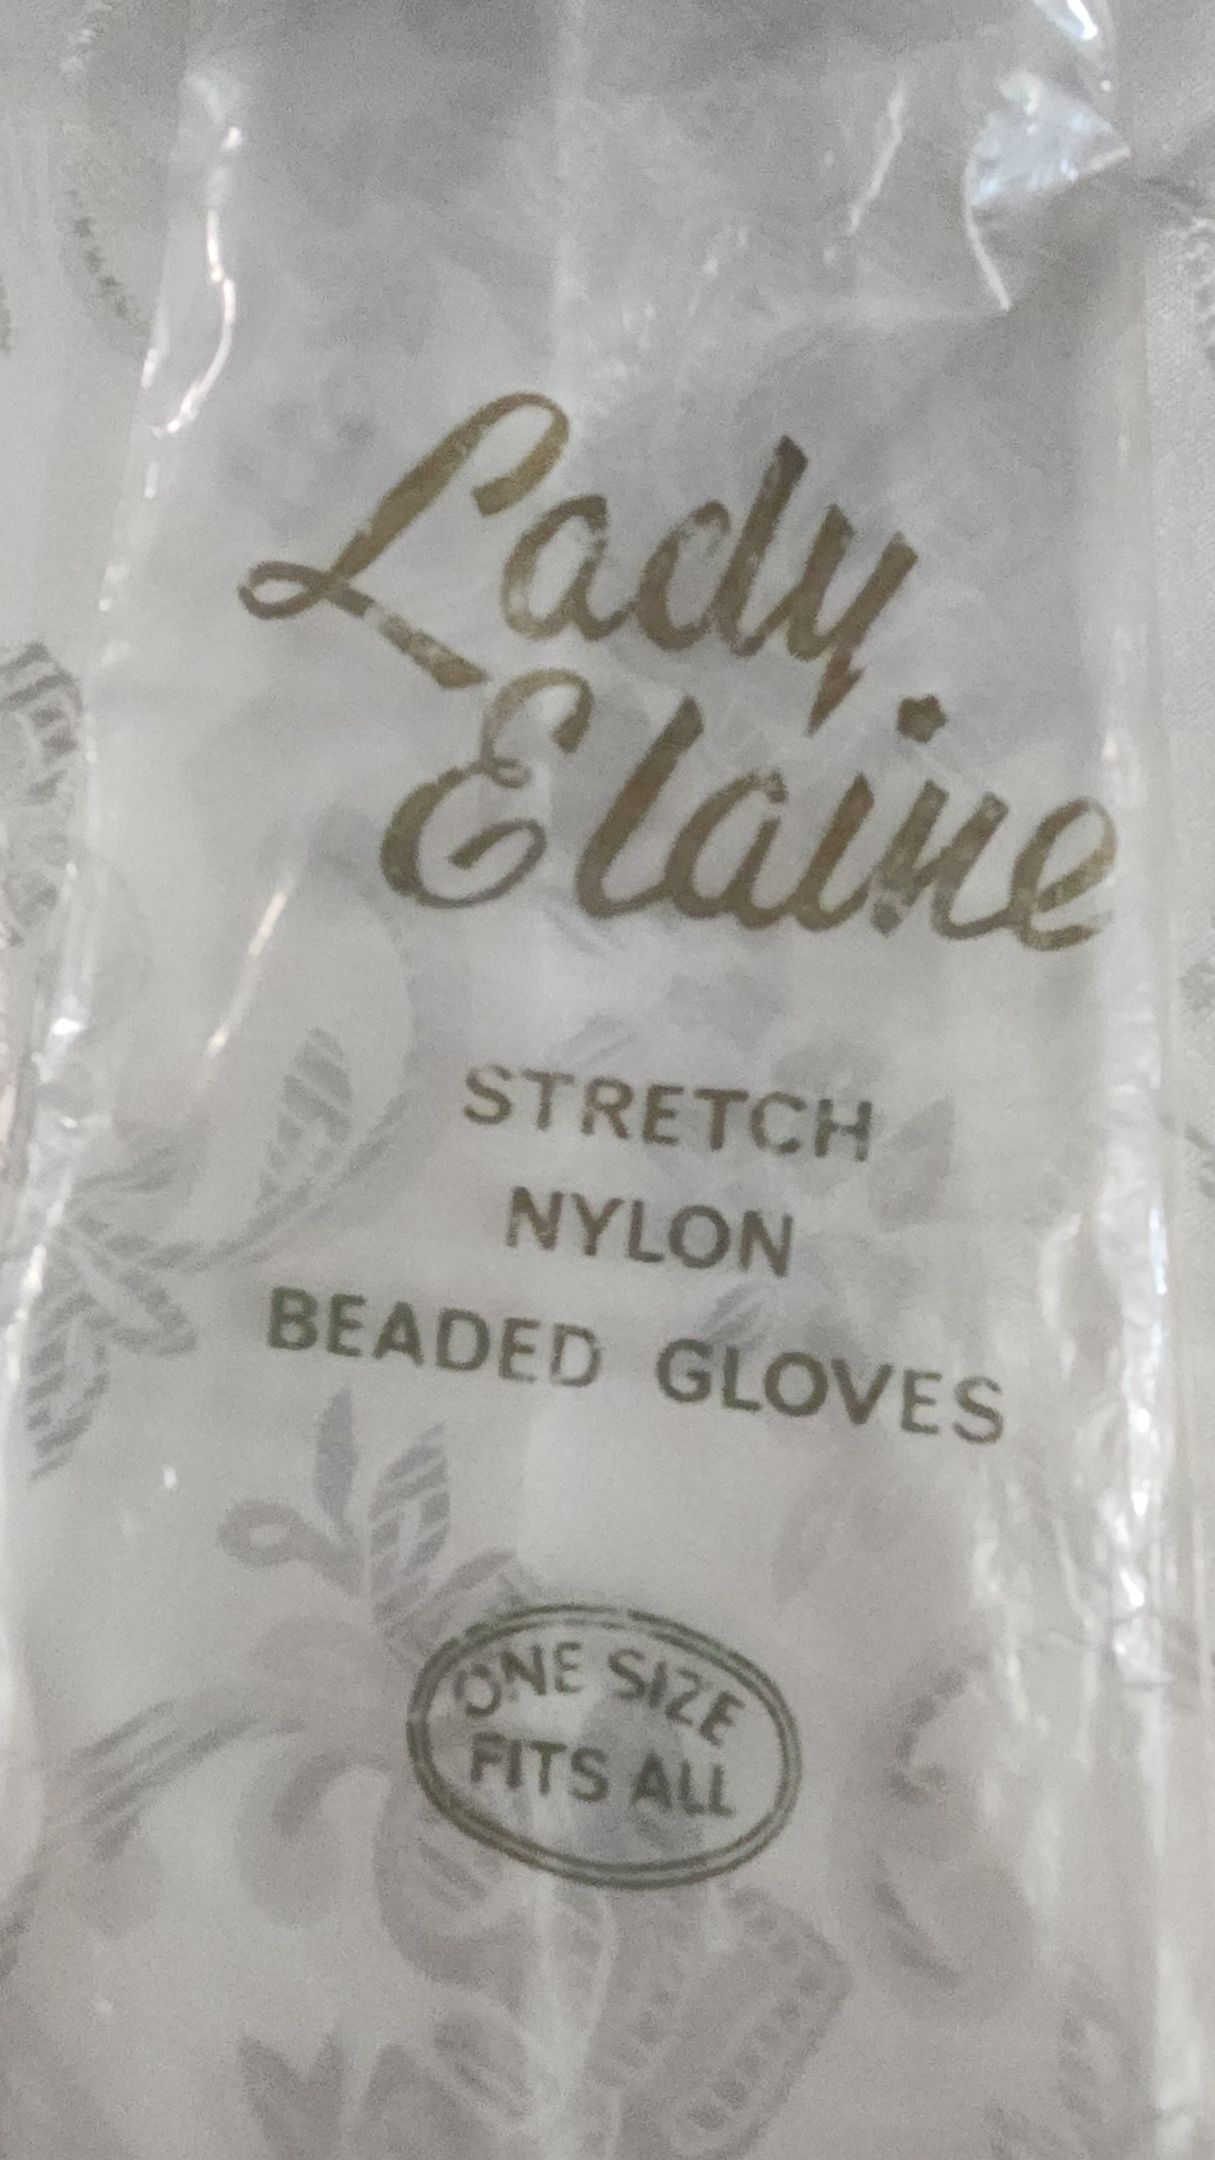 Lady
Elaine
STRETCH
NYLON
BEADED GLOVES
ONE SIZE
FITS ALL